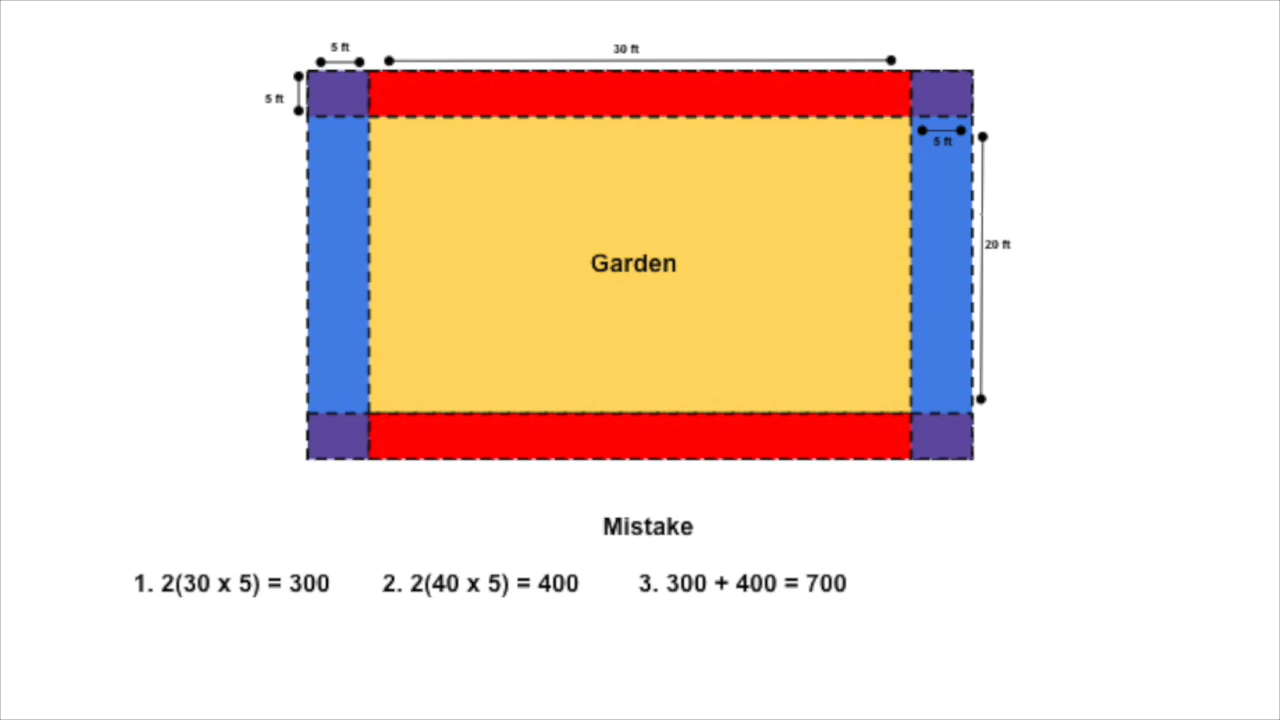 5 ft
30 ft
5 ft
5 ft
20 ft
Garden
Mistake
1. 2(30 x 5) = 300 2. 2(40 x 5) = 400 3. 300 + 400 = 700